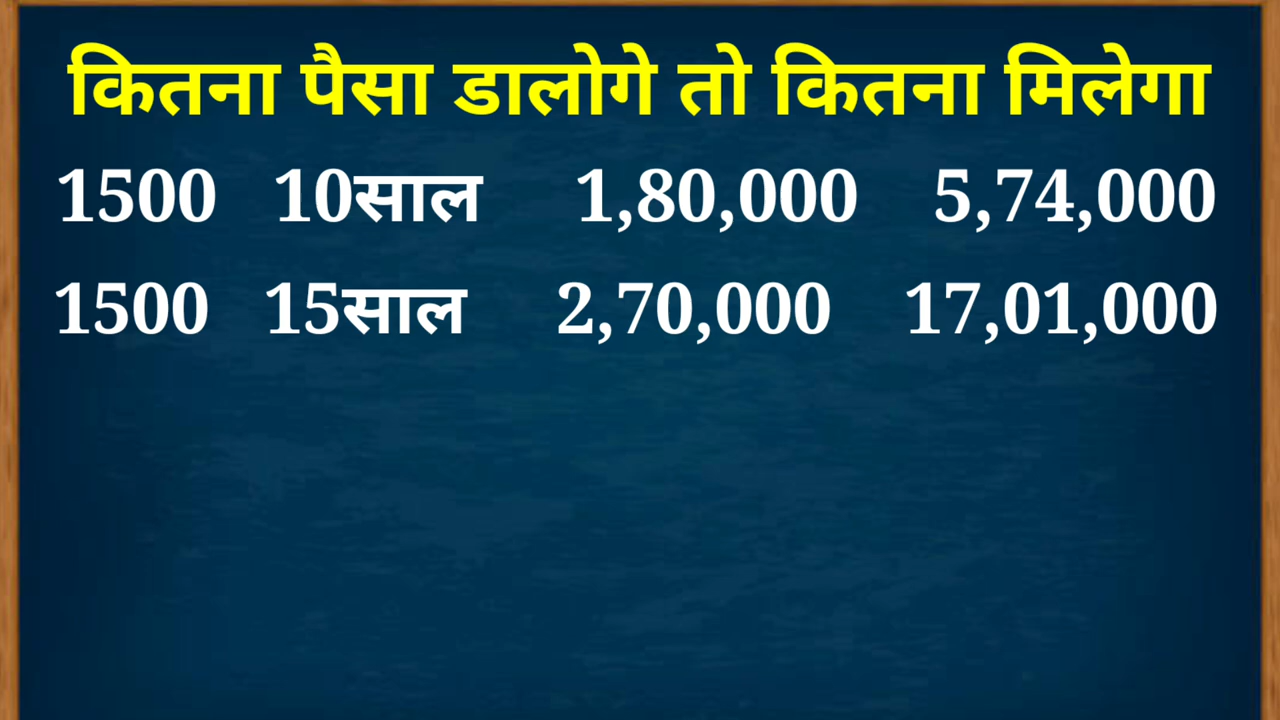 कितना पैसा डालोगे तो कितना मिलेगा
1500 10साल 1,80,000 5,74,000
1500 15साल 2,70,000 17,01,000